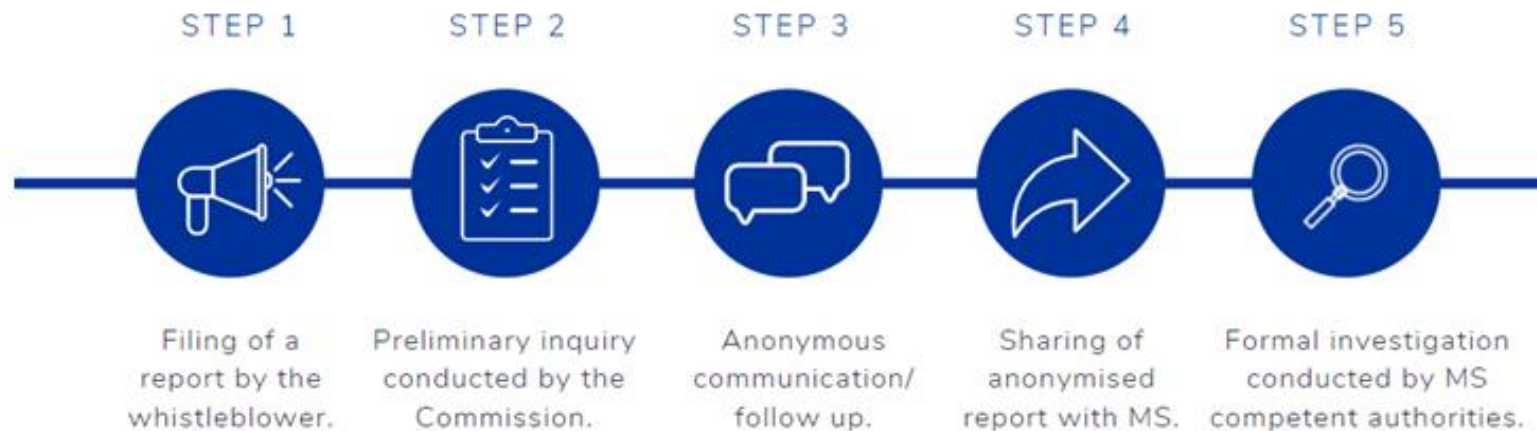 STEP 1
Filing of a
report by the
whistleblower.
STEP 2
Preliminary inquiry
conducted by the
Commission.
STEP 3
Anonymous
communication/
follow up.
STEP 4
Sharing of
anonymised
report with MS.
STEP 5
Formal investigation
conducted by MS
competent authorities.